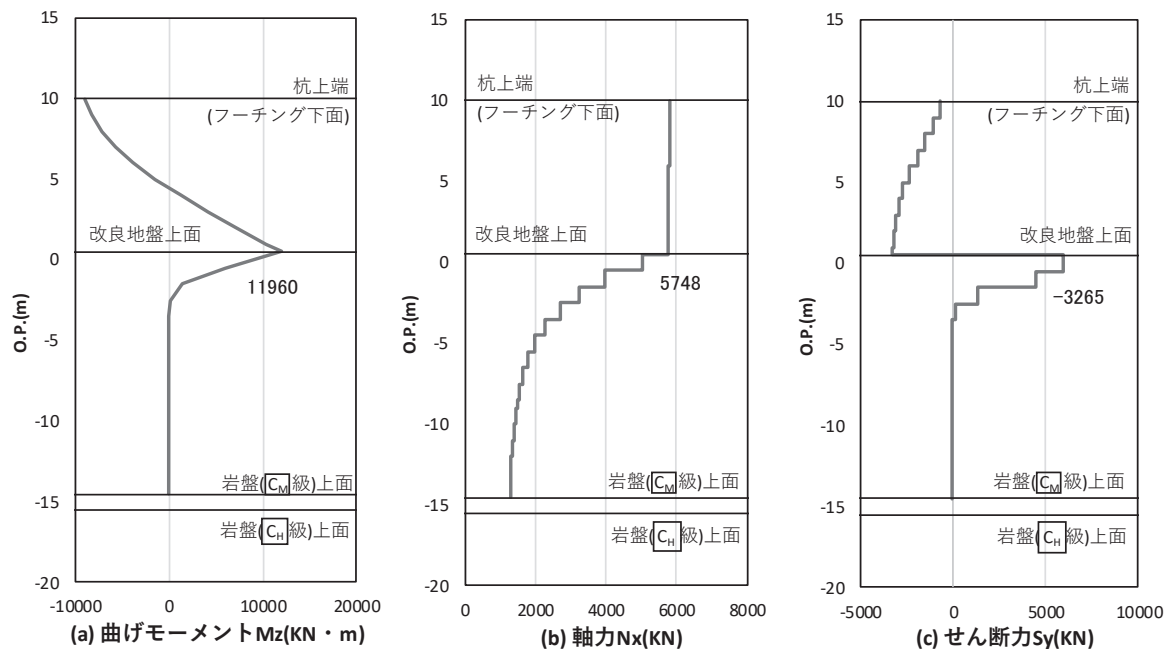 15
10
5
0
-5
-10
-15
-20
O.P.(m)
杭上端
(フーチング下面)
改良地盤上面
11960
岩盤(CM級)上面
岩盤(CH級)上面
-10000 0 10000 20000
(a) 曲げモーメントMz(KN・m)
15
10
5
0
-5
-10
-15
-20
O.P.(m)
杭上端
(フーチング下面)
改良地盤上面
5748
岩盤(CM級)上面
岩盤(CH級)上面
0 2000 4000 6000 8000
(b) 軸力Nx(KN)
15
10
5
0
-5
-10
-15
-20
O.P.(m)
杭上端
(フーチング下面)
改良地盤上面
-3265
岩盤(CM級)上面
岩盤(CH級)上面
-5000 0 5000 10000
(c) せん断力Sy(KN)